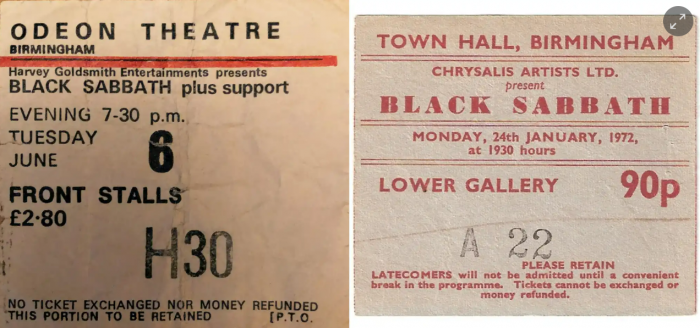 ODEON THEATRE
BIRMINGHAM
Harvey Goldsmith Entertainments presents
BLACK SABBATH plus support
EVENING 7-30 p.m.
TUESDAY
JUNE 6
FRONT STALLS
£2·80
H30
NO TICKET EXCHANGED NOR MONEY REFUNDED
THIS PORTION TO BE RETAINED [P.T.O.
TOWN HALL, BIRMINGHAM
CHRYSALIS ARTISTS LTD.
present
BLACK SABBATH
MONDAY, 24th JANUARY, 1972,
at 1930 hours
LOWER GALLERY 90p
A 22
PLEASE RETAIN
LATECOMERS will not be admitted until a convenient
break in the programme. Tickets cannot be exchanged or
money refunded.